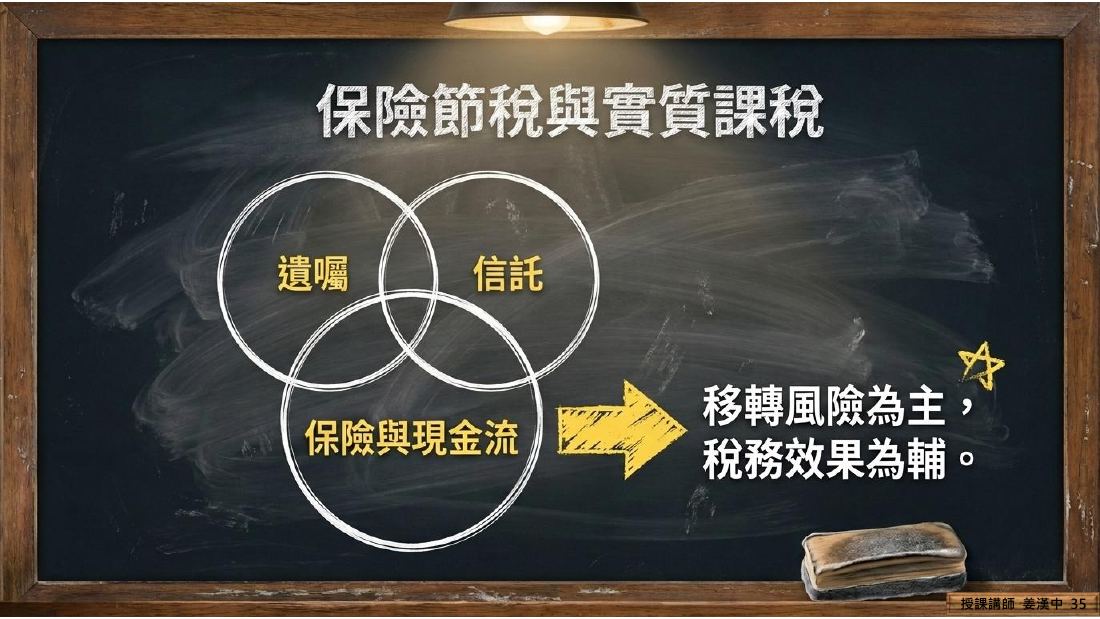 保險節稅與實質課稅
遺囑
信託
保險與現金流
移轉風險為主，
稅務效果為輔。
授課講師 姜漢中 35